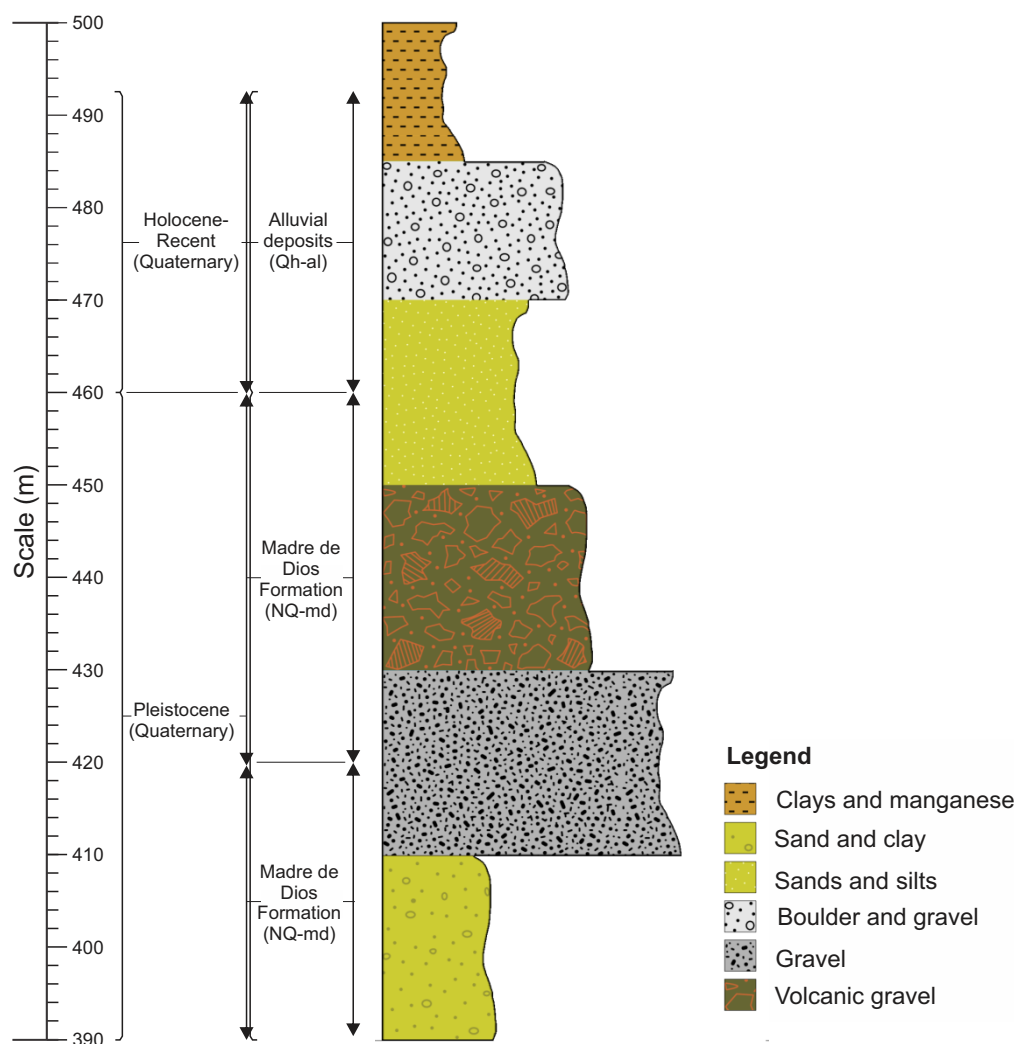 500
490
480
470
460
450
440
430
420
410
400
390
Scale (m)
Holocene-
Recent
(Quaternary)
Pleistocene
(Quaternary)
Alluvial
deposits
(Qh-al)
Madre de
Dios
Formation
(NQ-md)
Madre de
Dios
Formation
(NQ-md)
Legend
Clays and manganese
Sand and clay
Sands and silts
Boulder and gravel
Gravel
Volcanic gravel